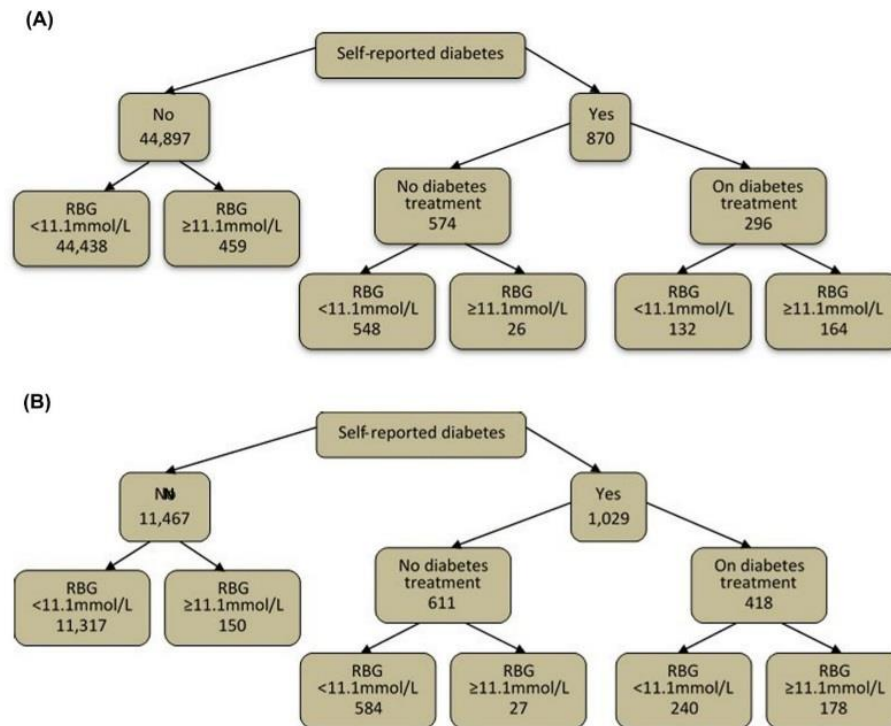 (A)
Self-reported diabetes
No
44,897
Yes
870
RBG
<11.1mmol/L
44,438
RBG
≥11.1mmol/L
459
No diabetes
treatment
574
On diabetes
treatment
296
RBG
<11.1mmol/L
548
RBG
≥11.1mmol/L
26
RBG
<11.1mmol/L
132
RBG
≥11.1mmol/L
164
(B)
Self-reported diabetes
11,467
Yes
1,029
RBG
<11.1mmol/L
11,317
RBG
≥11.1mmol/L
150
No diabetes
treatment
611
On diabetes
treatment
418
RBG
<11.1mmol/L
584
RBG
≥11.1mmol/L
27
RBG
<11.1mmol/L
240
RBG
≥11.1mmol/L
178